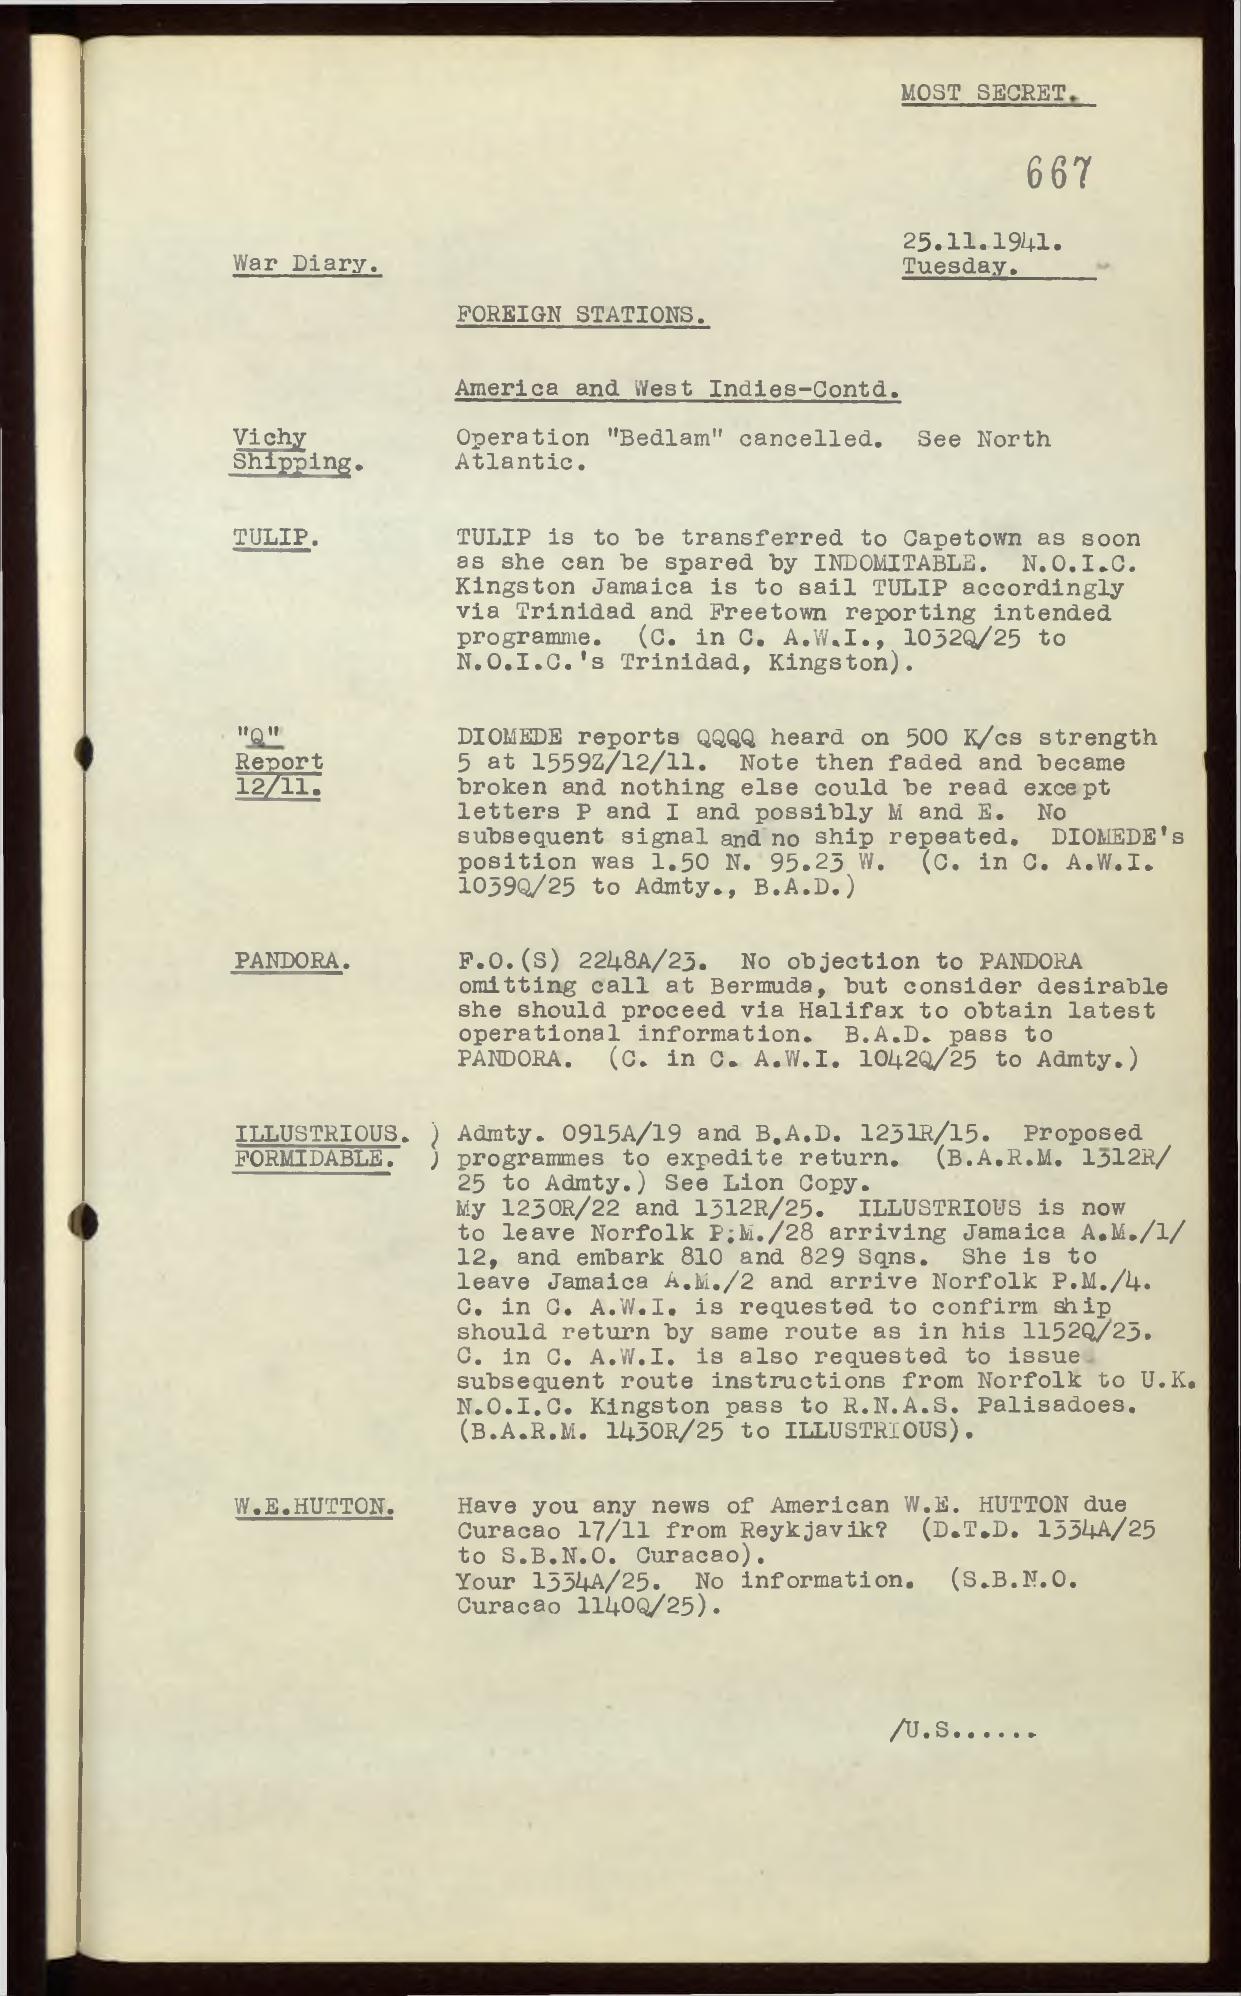 MOST SECRET.
667
25.11.1941.
War Diary.
Tuesday.
FOREIGN STATIONS.
America and West Indies-Contd.
Vichy Shipping.
Operation "Bedlam" cancelled. See North
Atlantic.
TULIP.
TULIP is to be transferred to Capetown as soon
as she can be spared by INDOMITABLE. N.O.I.C.
Kingston Jamaica is to sail TULIP accordingly
via Trinidad and Freetown reporting intended
programme. (C. in C. A.W.I., 1032Q/25 to
N.O.I.C.'s Trinidad, Kingston).
"Q"
Report
12/11.
DIOMEDE reports QQQQ heard on 500 K/cs strength
5 at 1559Z/12/11. Note then faded and became
broken and nothing else could be read except
letters P and I and possibly M and E. No
subsequent signal and no ship repeated. DIOMEDE's
position was 1.50 N. 95.23 W. (C. in C. A.W.I.
1039Q/25 to Admty., B.A.D.)
PANDORA.
F.O.(S) 2248A/23. No objection to PANDORA
omitting call at Bermuda, but consider desirable
she should proceed via Halifax to obtain latest
operational information. B.A.D. pass to
PANDORA. (C. in C. A.W.I. 1042Q/25 to Admty.)
ILLUSTRIOUS. )
FORMIDABLE. )
Admty. 0915A/19 and B.A.D. 1231R/15. Proposed
programmes to expedite return. (B.A.R.M. 1312R/
25 to Admty.) See Lion Copy.
My 1230R/22 and 1312R/25. ILLUSTRIOUS is now
to leave Norfolk P;M./28 arriving Jamaica A.M./1/
12, and embark 810 and 829 Sqns. She is to
leave Jamaica A.M./2 and arrive Norfolk P.M./4.
C. in C. A.W.I. is requested to confirm ship
should return by same route as in his 1152Q/23.
C. in C. A.W.I. is also requested to issue
subsequent route instructions from Norfolk to U.K.
N.O.I.C. Kingston pass to R.N.A.S. Palisadoes.
(B.A.R.M. 1430R/25 to ILLUSTRIOUS).
W.E.HUTTON.
Have you any news of American W.E. HUTTON due
Curacao 17/11 from Reykjavik? (D.T.D. 1334A/25
to S.B.N.O. Curacao).
Your 1334A/25. No information. (S.B.N.O.
Curacao 1140Q/25).
/U.S......